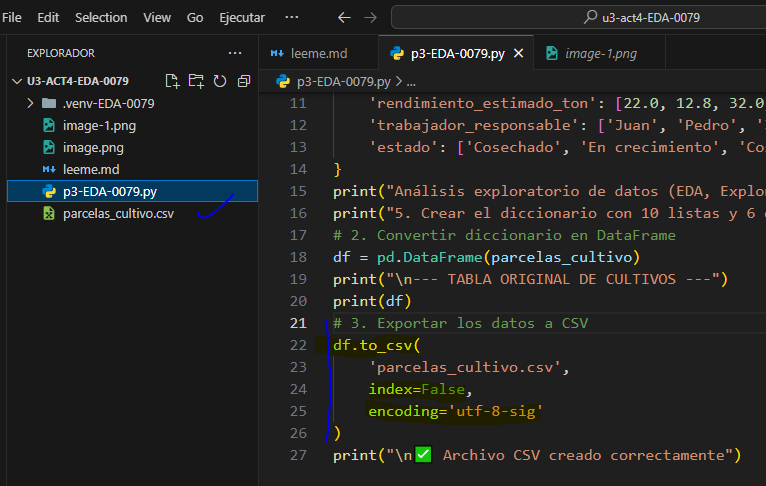 File Edit Selection View Go Ejecutar ··· u3-act4-EDA-0079
EXPLORADOR ···
leeme.md p3-EDA-0079.py image-1.png
U3-ACT4-EDA-0079
p3-EDA-0079.py > ...
.venv-EDA-0079
image-1.png
image.png
leeme.md
p3-EDA-0079.py
parcelas_cultivo.csv
11 'rendimiento_estimado_ton': [22.0, 12.8, 32.0
12 'trabajador_responsable': ['Juan', 'Pedro', '
13 'estado': ['Cosechado', 'En crecimiento', 'Co
14 }
15 print("Análisis exploratorio de datos (EDA, Explor
16 print("5. Crear el diccionario con 10 listas y 6
17 # 2. Convertir diccionario en DataFrame
18 df = pd.DataFrame(parcelas_cultivo)
19 print("\n--- TABLA ORIGINAL DE CULTIVOS ---")
20 print(df)
21 # 3. Exportar los datos a CSV
22 df.to_csv(
23 'parcelas_cultivo.csv',
24 index=False,
25 encoding='utf-8-sig'
26 )
27 print("\n✅ Archivo CSV creado correctamente")